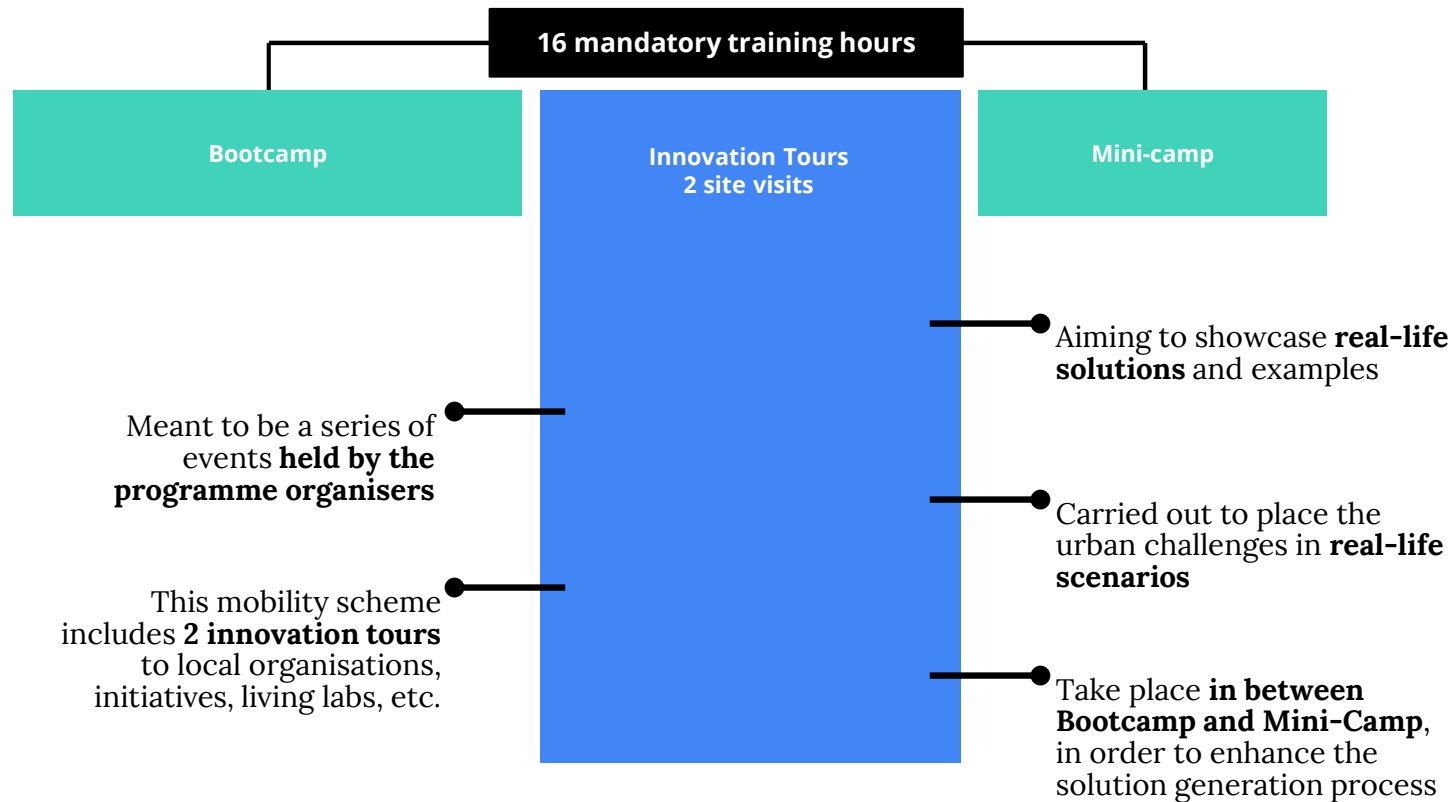 16 mandatory training hours
Bootcamp
Innovation Tours
2 site visits
Mini-camp
Aiming to showcase real-life
solutions and examples
Meant to be a series of
events held by the
programme organisers
Carried out to place the
urban challenges in real-life
scenarios
This mobility scheme
includes 2 innovation tours
to local organisations,
initiatives, living labs, etc.
Take place in between
Bootcamp and Mini-Camp,
in order to enhance the
solution generation process